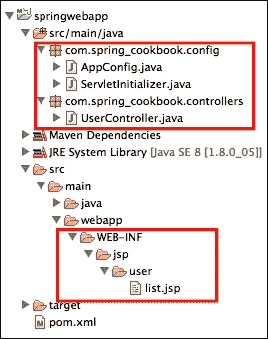 springwebapp
src/main/java
com.spring_cookbook.config
AppConfig.java
ServletInitializer.java
com.spring_cookbook.controllers
UserController.java
Maven Dependencies
JRE System Library [Java SE 8 [1.8.0_05]]
src
main
java
webapp
WEB-INF
jsp
user
list.jsp
target
pom.xml